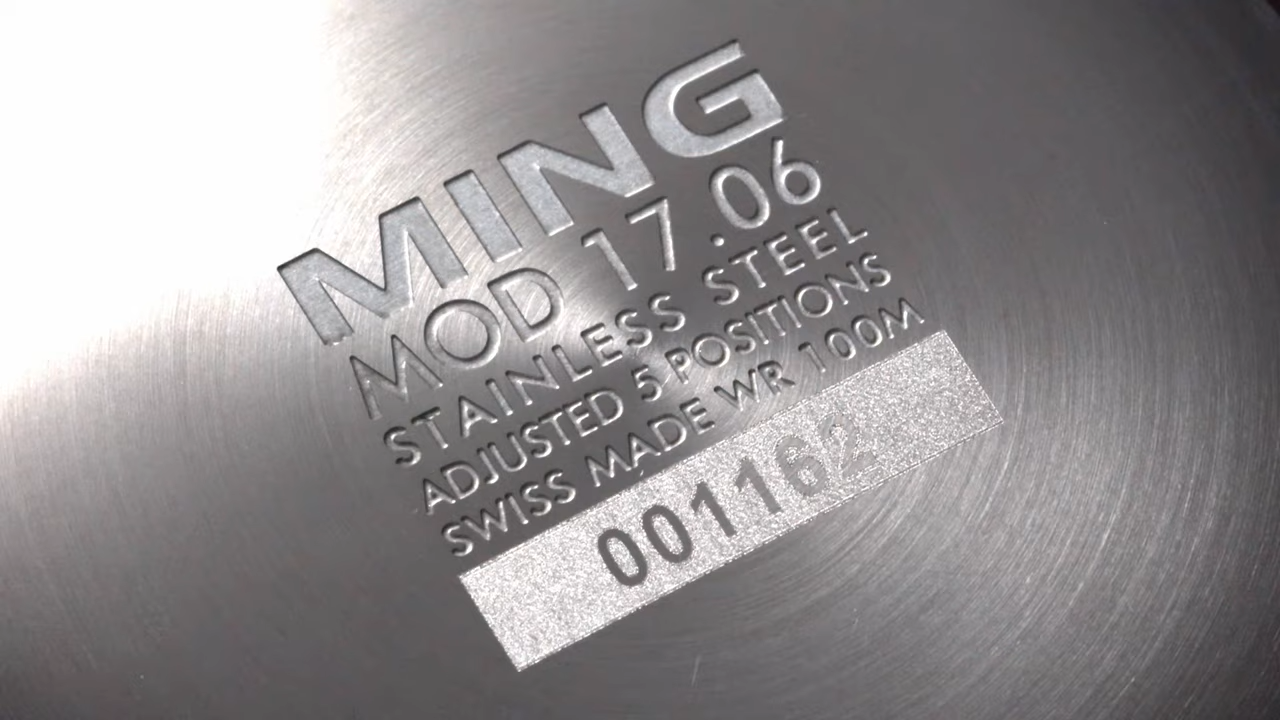 MING
MOD 17.06
STAINLESS STEEL
ADJUSTED 5 POSITIONS
SWISS MADE WR 100M
001162